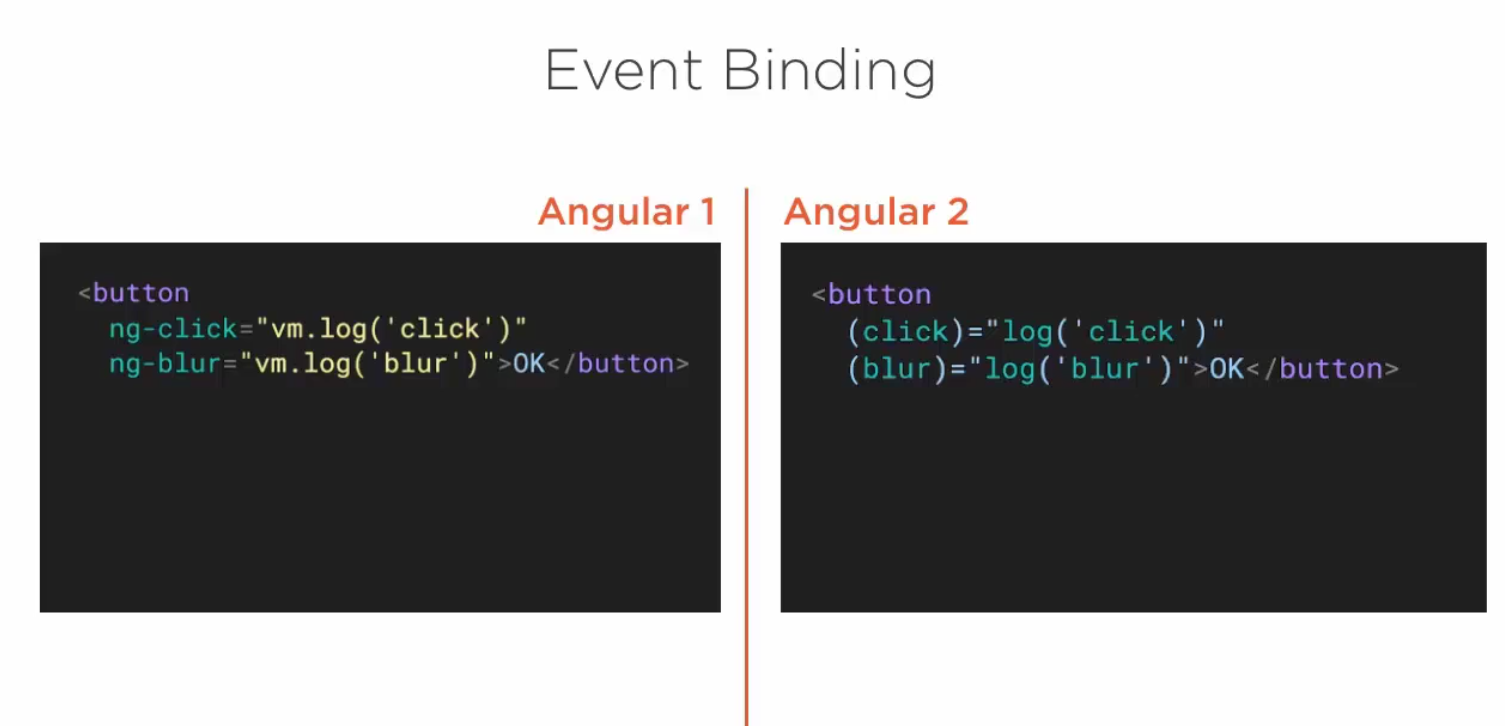 Event Binding
Angular 1
<button
ng-click="vm.log('click')"
ng-blur="vm.log('blur')">OK</button>
Angular 2
<button
(click)="log('click')"
(blur)="log('blur')">OK</button>